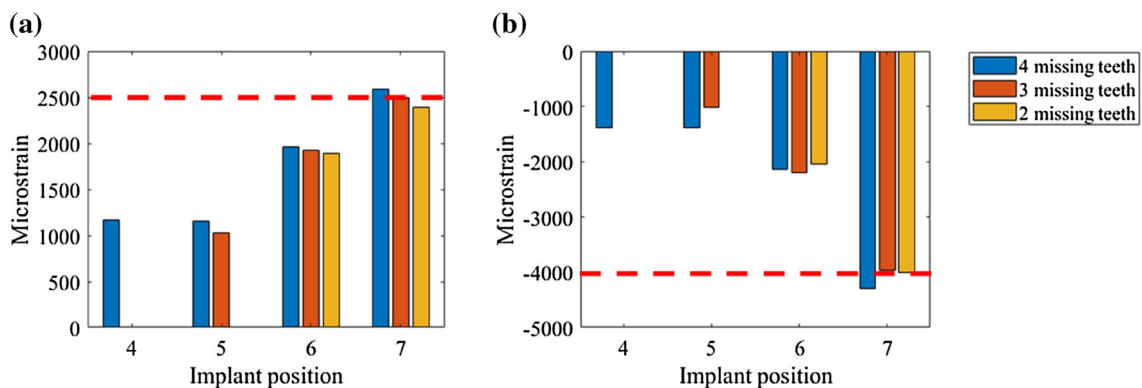 (a)
3000
2500
2000
1500
1000
500
0
Microstrain
4 5 6 7
Implant position
(b)
0
-1000
-2000
-3000
-4000
-5000
Microstrain
4 5 6 7
Implant position
4 missing teeth
3 missing teeth
2 missing teeth